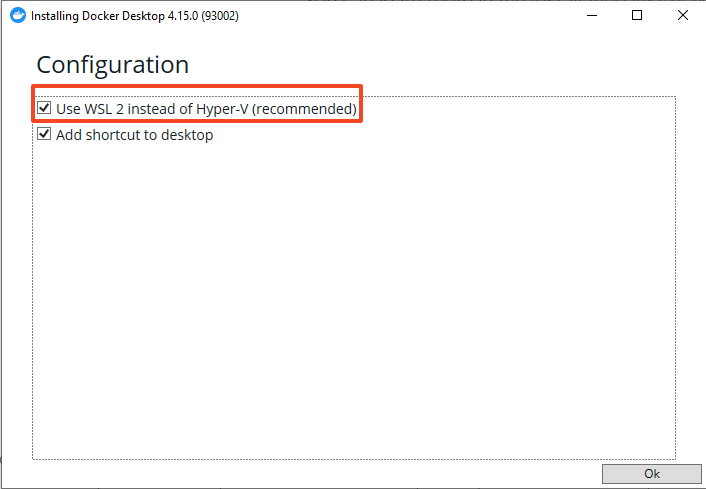 Installing Docker Desktop 4.15.0 (93002)
Configuration
Use WSL 2 instead of Hyper-V (recommended)
Add shortcut to desktop
Ok